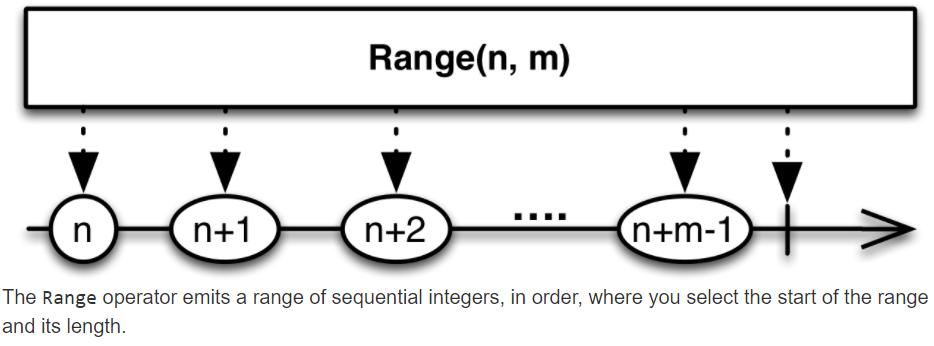 Range(n, m)
n n+1 n+2 .... n+m-1
The Range operator emits a range of sequential integers, in order, where you select the start of the range
and its length.